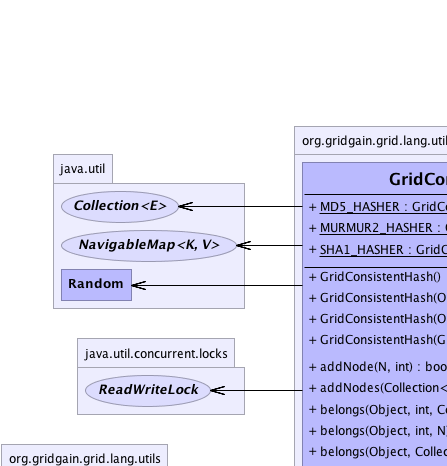 org.gridgain.grid.lang.util
java.util
Collection<E>
NavigableMap<K, V>
Random
java.util.concurrent.locks
ReadWriteLock
org.gridgain.grid.lang.utils
GridCon
+ MD5_HASHER : GridCo
+ MURMUR2_HASHER : G
+ SHA1_HASHER : GridC
+ GridConsistentHash()
+ GridConsistentHash(O
+ GridConsistentHash(O
+ GridConsistentHash(G
+ addNode(N, int) : boo
+ addNodes(Collection<
+ belongs(Object, int, Co
+ belongs(Object, int, N)
+ belongs(Object, Collec